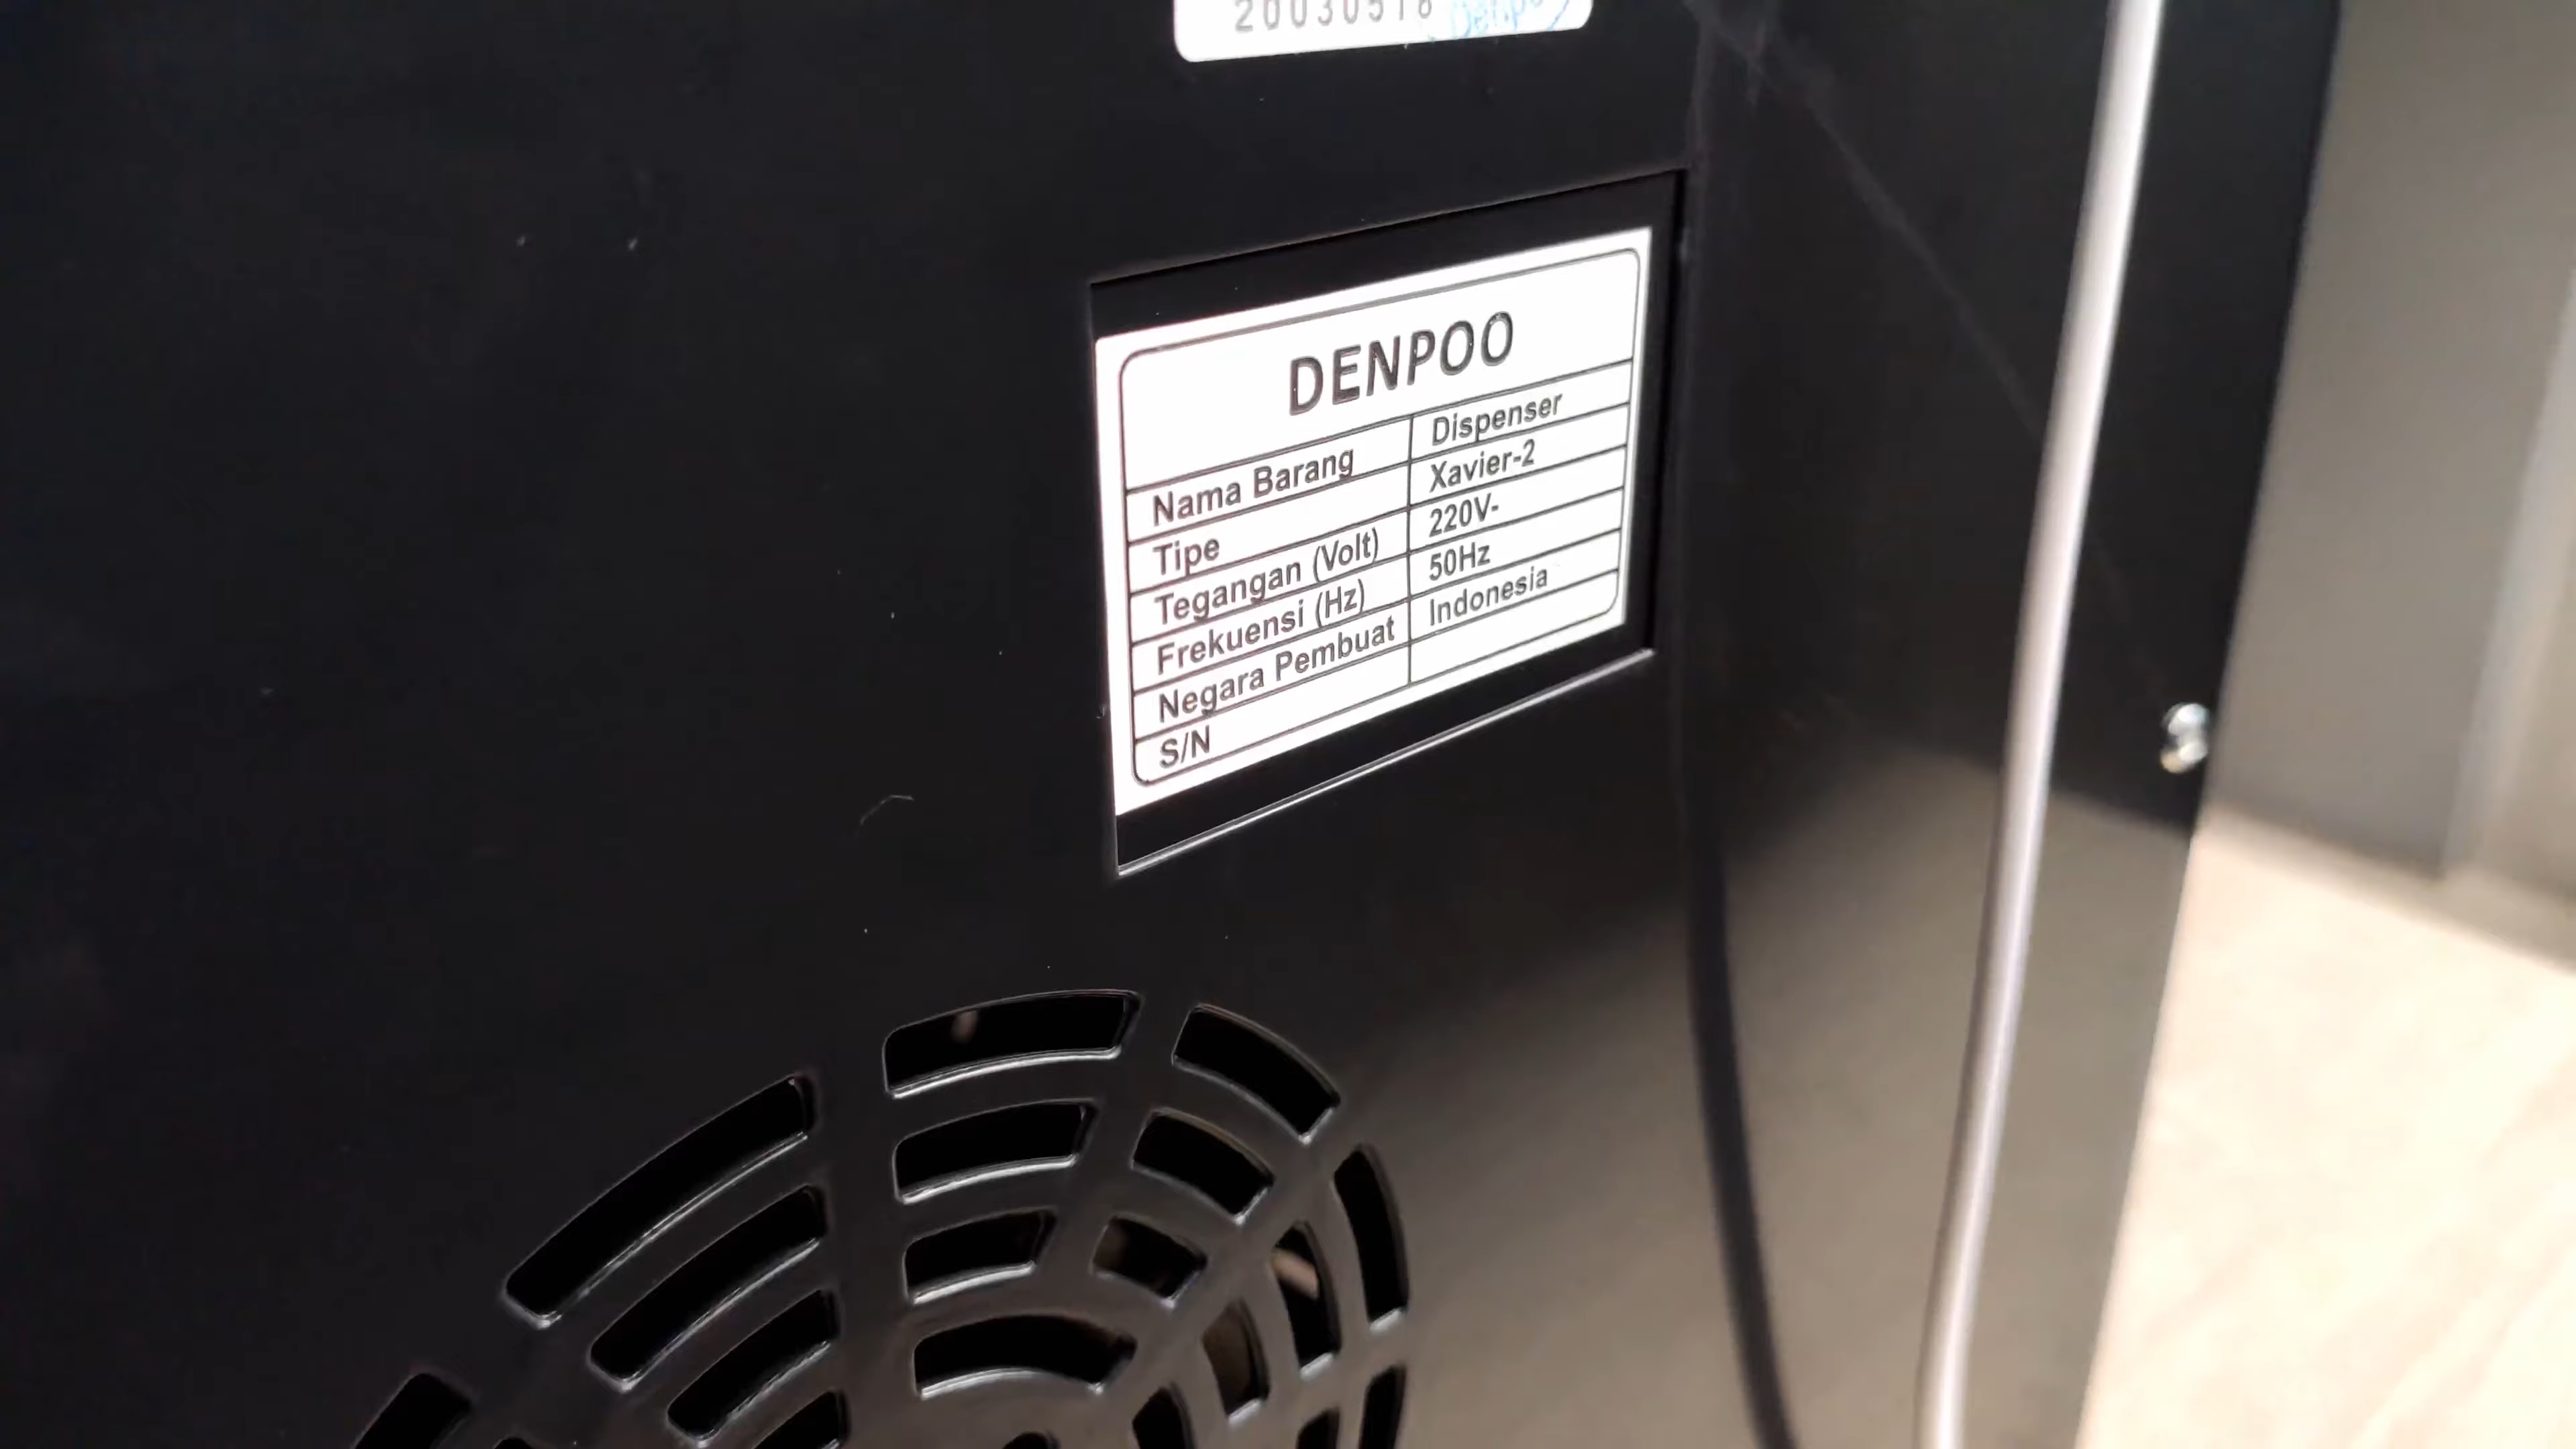 20030518
DENPOO
Nama Barang Dispenser
Tipe Xavier-2
Tegangan (Volt) 220V-
Frekuensi (Hz) 50Hz
Negara Pembuat Indonesia
S/N